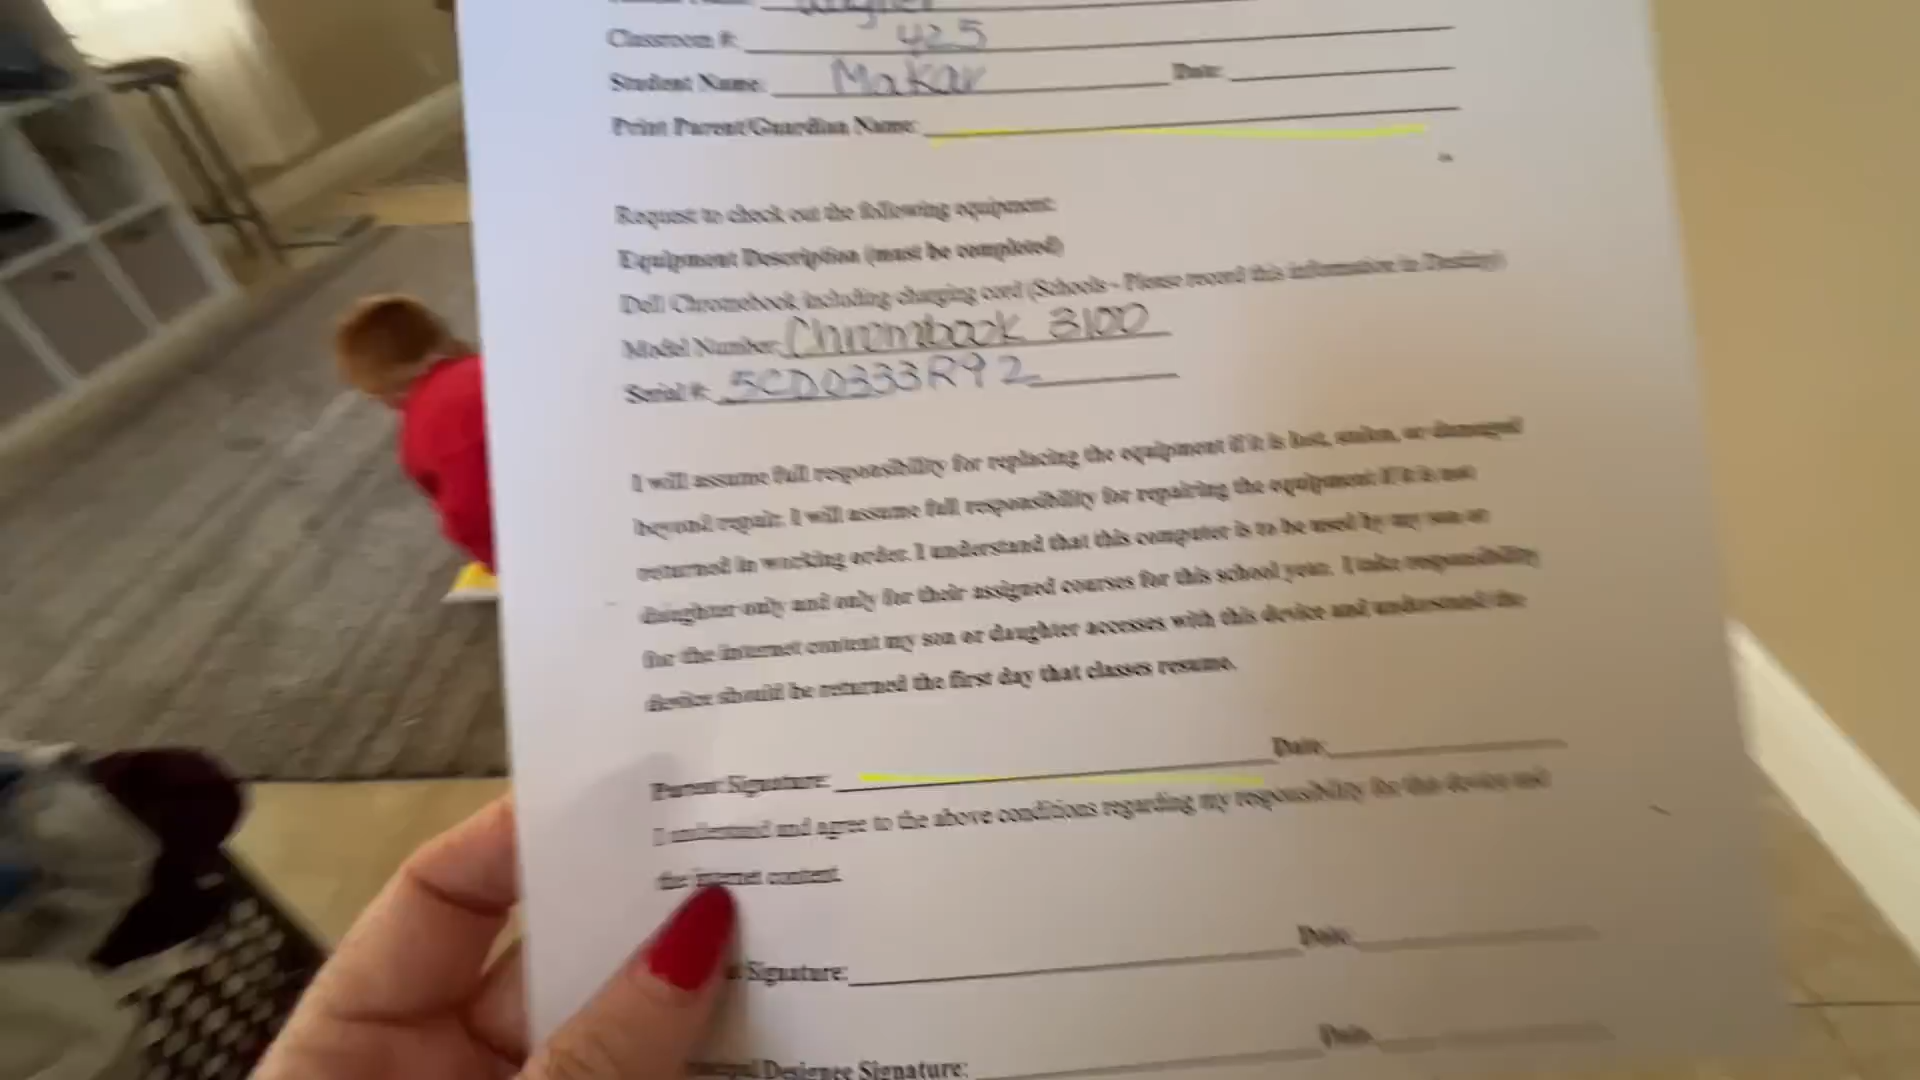 Classroom #: 425
Student Name: Makar Date:
Print Parent/Guardian Name:
Request to check out the following equipment:
Equipment Description (must be completed)
Dell Chromebook including charging cord (Schools - Please record this information in Destiny)
Model Number: Chrombook 3100
Serial #: 5CD0333R92
I will assume full responsibility for replacing the equipment if it is lost, stolen, or damaged
beyond repair. I will assume full responsibility for repairing the equipment if it is not
returned in working order. I understand that this computer is to be used by my son or
daughter only and only for their assigned courses for this school year. I take responsibility
for the internet content my son or daughter accesses with this device and understand the
device should be returned the first day that classes resume.
Parent Signature: Date:
I understand and agree to the above conditions regarding my responsibility for this device and
the internet content.
Signature: Date:
Designee Signature: Date